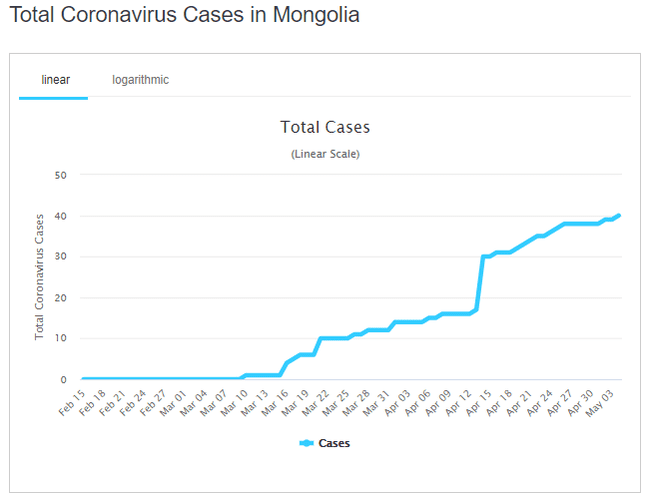 Total Coronavirus Cases in Mongolia
linear logarithmic
Total Cases
(Linear Scale)
Total Coronavirus Cases
50
40
30
20
10
0
Feb 15 Feb 18 Feb 21 Feb 24 Feb 27 Mar 01 Mar 04 Mar 07 Mar 10 Mar 13 Mar 16 Mar 19 Mar 22 Mar 25 Mar 28 Mar 31 Apr 03 Apr 06 Apr 09 Apr 12 Apr 15 Apr 18 Apr 21 Apr 24 Apr 27 Apr 30 May 03
Cases